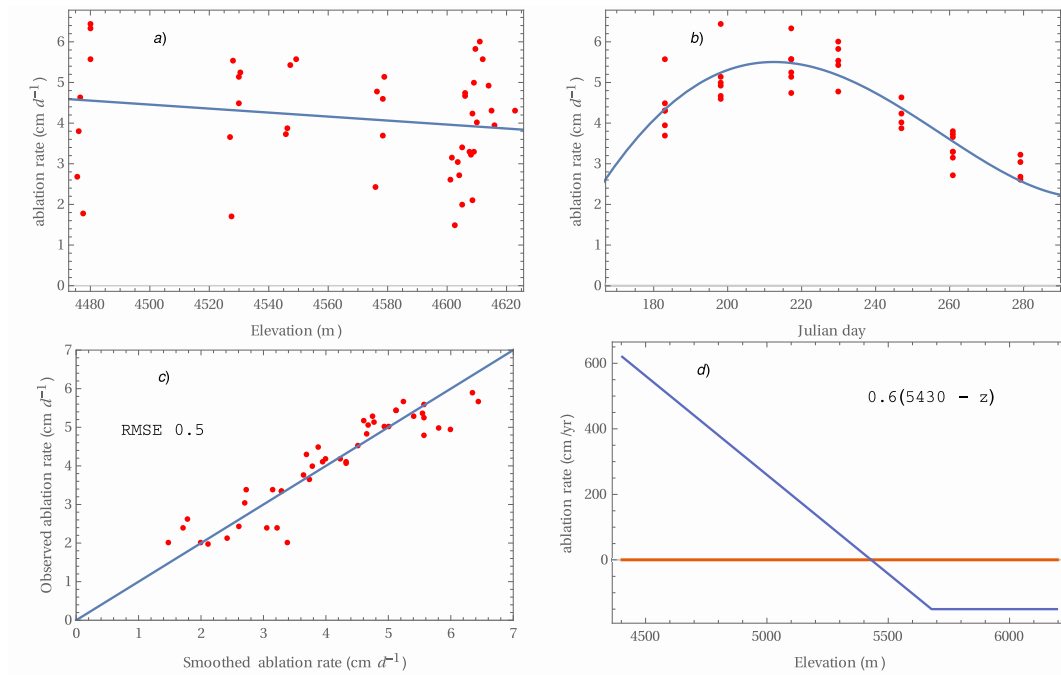 a)
ablation rate (cm d⁻¹)
6
5
4
3
2
1
0
4480 4500 4520 4540 4560 4580 4600 4620
Elevation (m)
b)
ablation rate (cm d⁻¹)
6
5
4
3
2
1
0
180 200 220 240 260 280
Julian day
c)
RMSE 0.5
Observed ablation rate (cm d⁻¹)
7
6
5
4
3
2
1
0
0 1 2 3 4 5 6 7
Smoothed ablation rate (cm d⁻¹)
d)
0.6(5430 − z)
ablation rate (cm /yr)
600
400
200
0
4500 5000 5500 6000
Elevation (m)